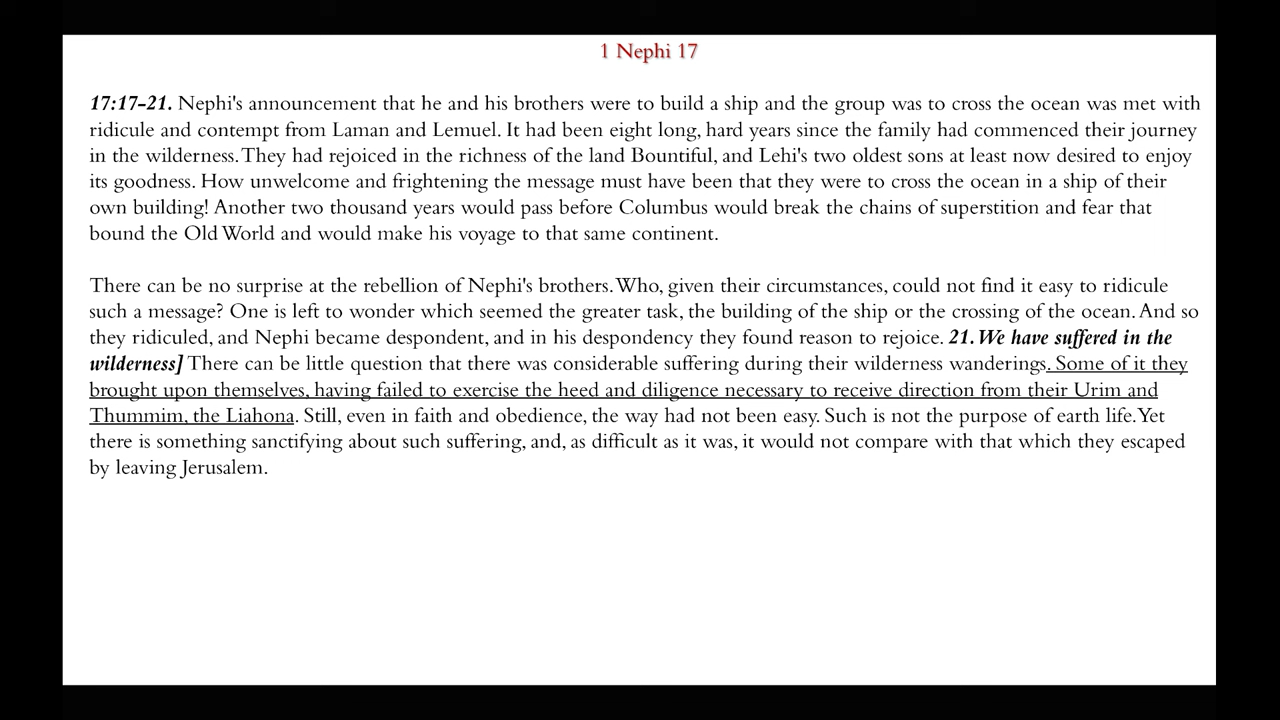 1 Nephi 17
17:17-21. Nephi's announcement that he and his brothers were to build a ship and the group was to cross the ocean was met with
ridicule and contempt from Laman and Lemuel. It had been eight long, hard years since the family had commenced their journey
in the wilderness. They had rejoiced in the richness of the land Bountiful, and Lehi's two oldest sons at least now desired to enjoy
its goodness. How unwelcome and frightening the message must have been that they were to cross the ocean in a ship of their
own building! Another two thousand years would pass before Columbus would break the chains of superstition and fear that
bound the Old World and would make his voyage to that same continent.
There can be no surprise at the rebellion of Nephi's brothers. Who, given their circumstances, could not find it easy to ridicule
such a message? One is left to wonder which seemed the greater task, the building of the ship or the crossing of the ocean. And so
they ridiculed, and Nephi became despondent, and in his despondency they found reason to rejoice. 21. We have suffered in the
wilderness] There can be little question that there was considerable suffering during their wilderness wanderings. Some of it they
brought upon themselves, having failed to exercise the heed and diligence necessary to receive direction from their Urim and
Thummim, the Liahona. Still, even in faith and obedience, the way had not been easy. Such is not the purpose of earth life. Yet
there is something sanctifying about such suffering, and, as difficult as it was, it would not compare with that which they escaped
by leaving Jerusalem.